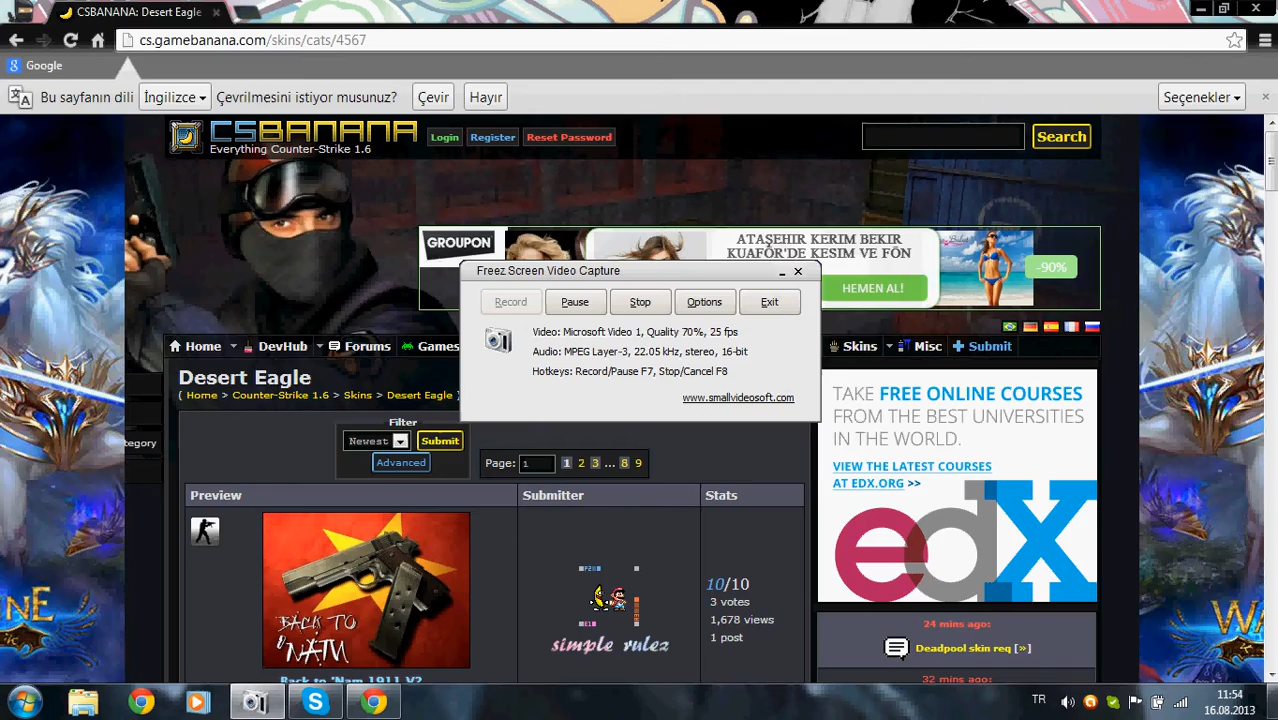 CSBANANA: Desert Eagle
cs.gamebanana.com/skins/cats/4567
Google
Bu sayfanın dili İngilizce Çevrilmesini istiyor musunuz? Çevir Hayır Seçenekler
CSBANANA
Everything Counter-Strike 1.6
Login Register Reset Password Search
GROUPON
ATAŞEHIR KERIM BEKIR
KUAFÖR'DE KESIM VE FÖN
HEMEN AL!
-90%
Freez Screen Video Capture
Record Pause Stop Options Exit
Video: Microsoft Video 1, Quality 70%, 25 fps
Audio: MPEG Layer-3, 22.05 kHz, stereo, 16-bit
Hotkeys: Record/Pause F7, Stop/Cancel F8
www.smallvideosoft.com
Home DevHub Forums Games Skins Misc Submit
Desert Eagle
( Home - Counter-Strike 1.6 - Skins - Desert Eagle
Filter
Newest Submit
Advanced
Page: 1 1 2 3 ... 8 9
Preview Submitter Stats
BACK TO
'NAM
Back to 'Nam 1911 V2
simple rulez
10/10
3 votes
1,678 views
1 post
TAKE FREE ONLINE COURSES
FROM THE BEST UNIVERSITIES
IN THE WORLD.
VIEW THE LATEST COURSES
AT EDX.ORG >>
edX
24 mins ago:
Deadpool skin req [»]
32 mins ago:
tegory
TR
11:54
16.08.2013